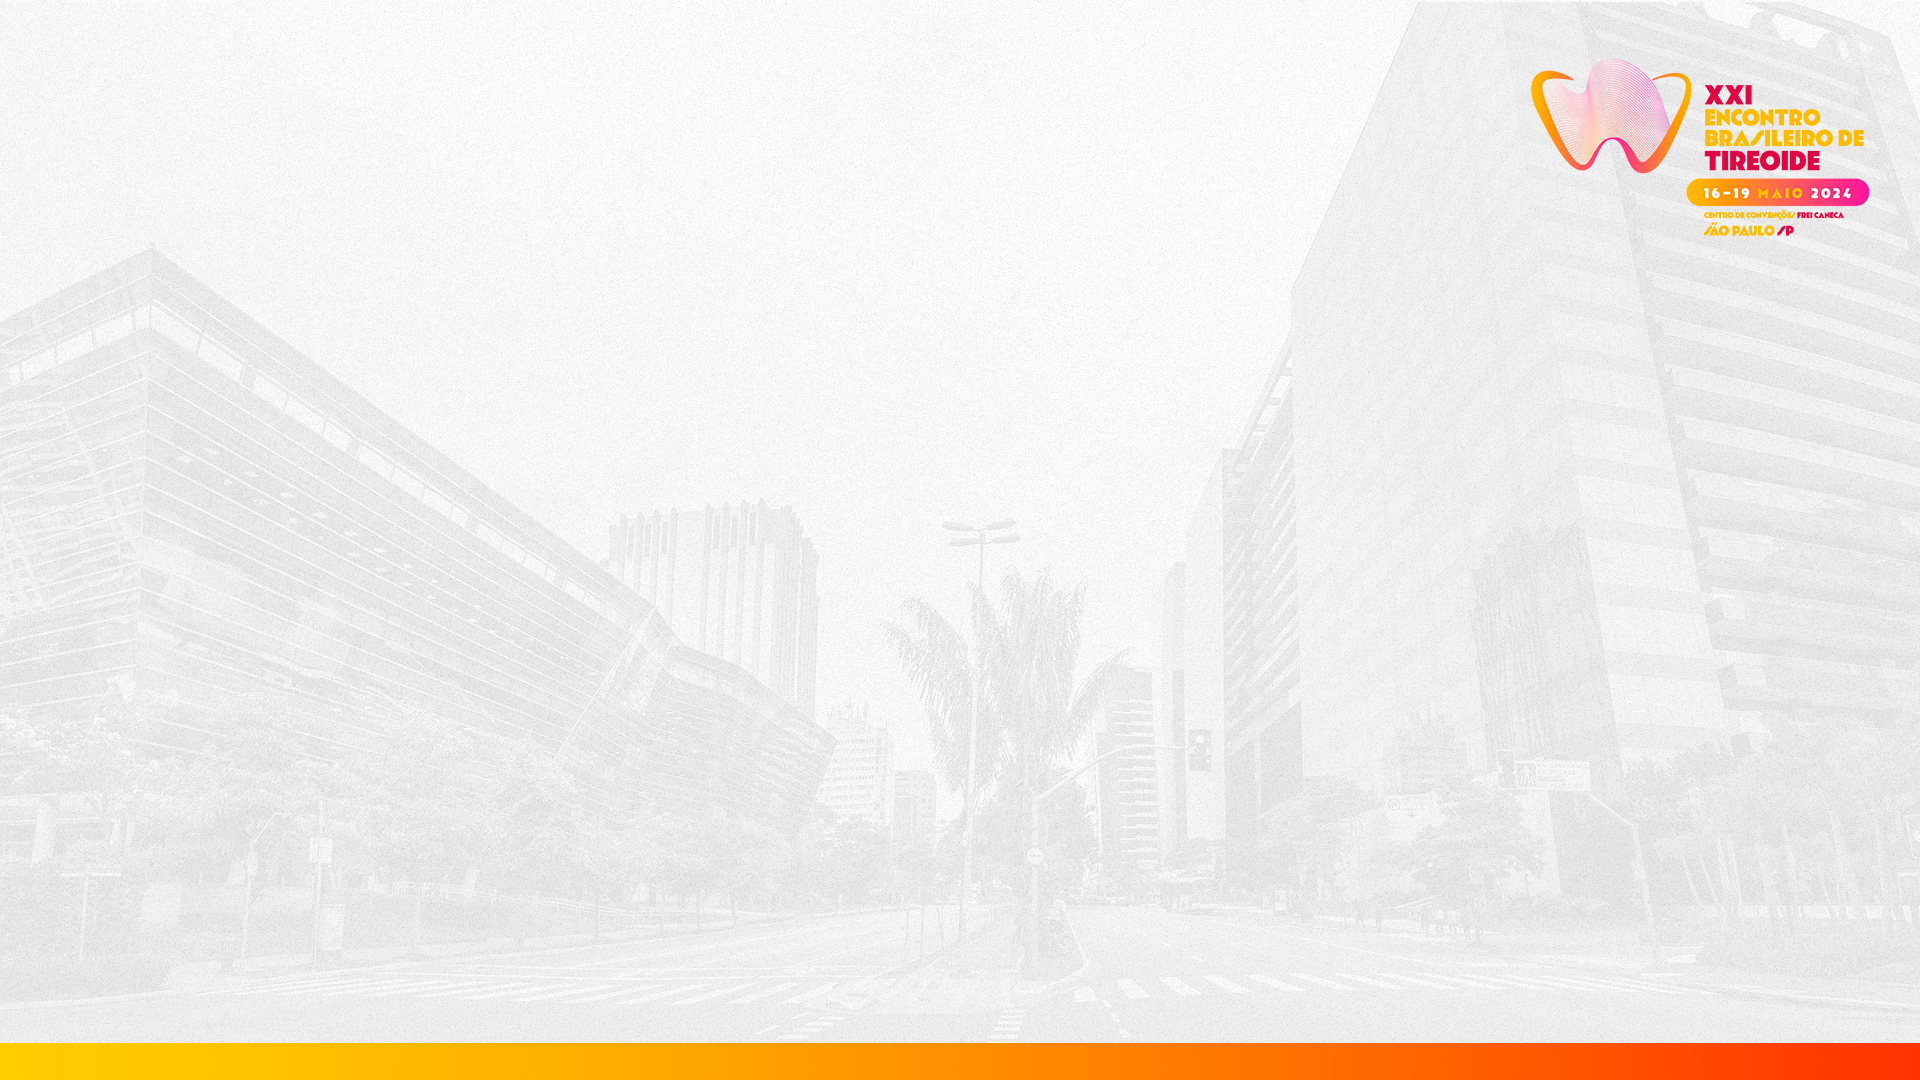 XXI
ENCONTRO
BRASILEIRO DE
TIREOIDE
16-19 MAIO 2024
CENTRO DE CONVENÇÕES FREI CANECA
SÃO PAULO SP